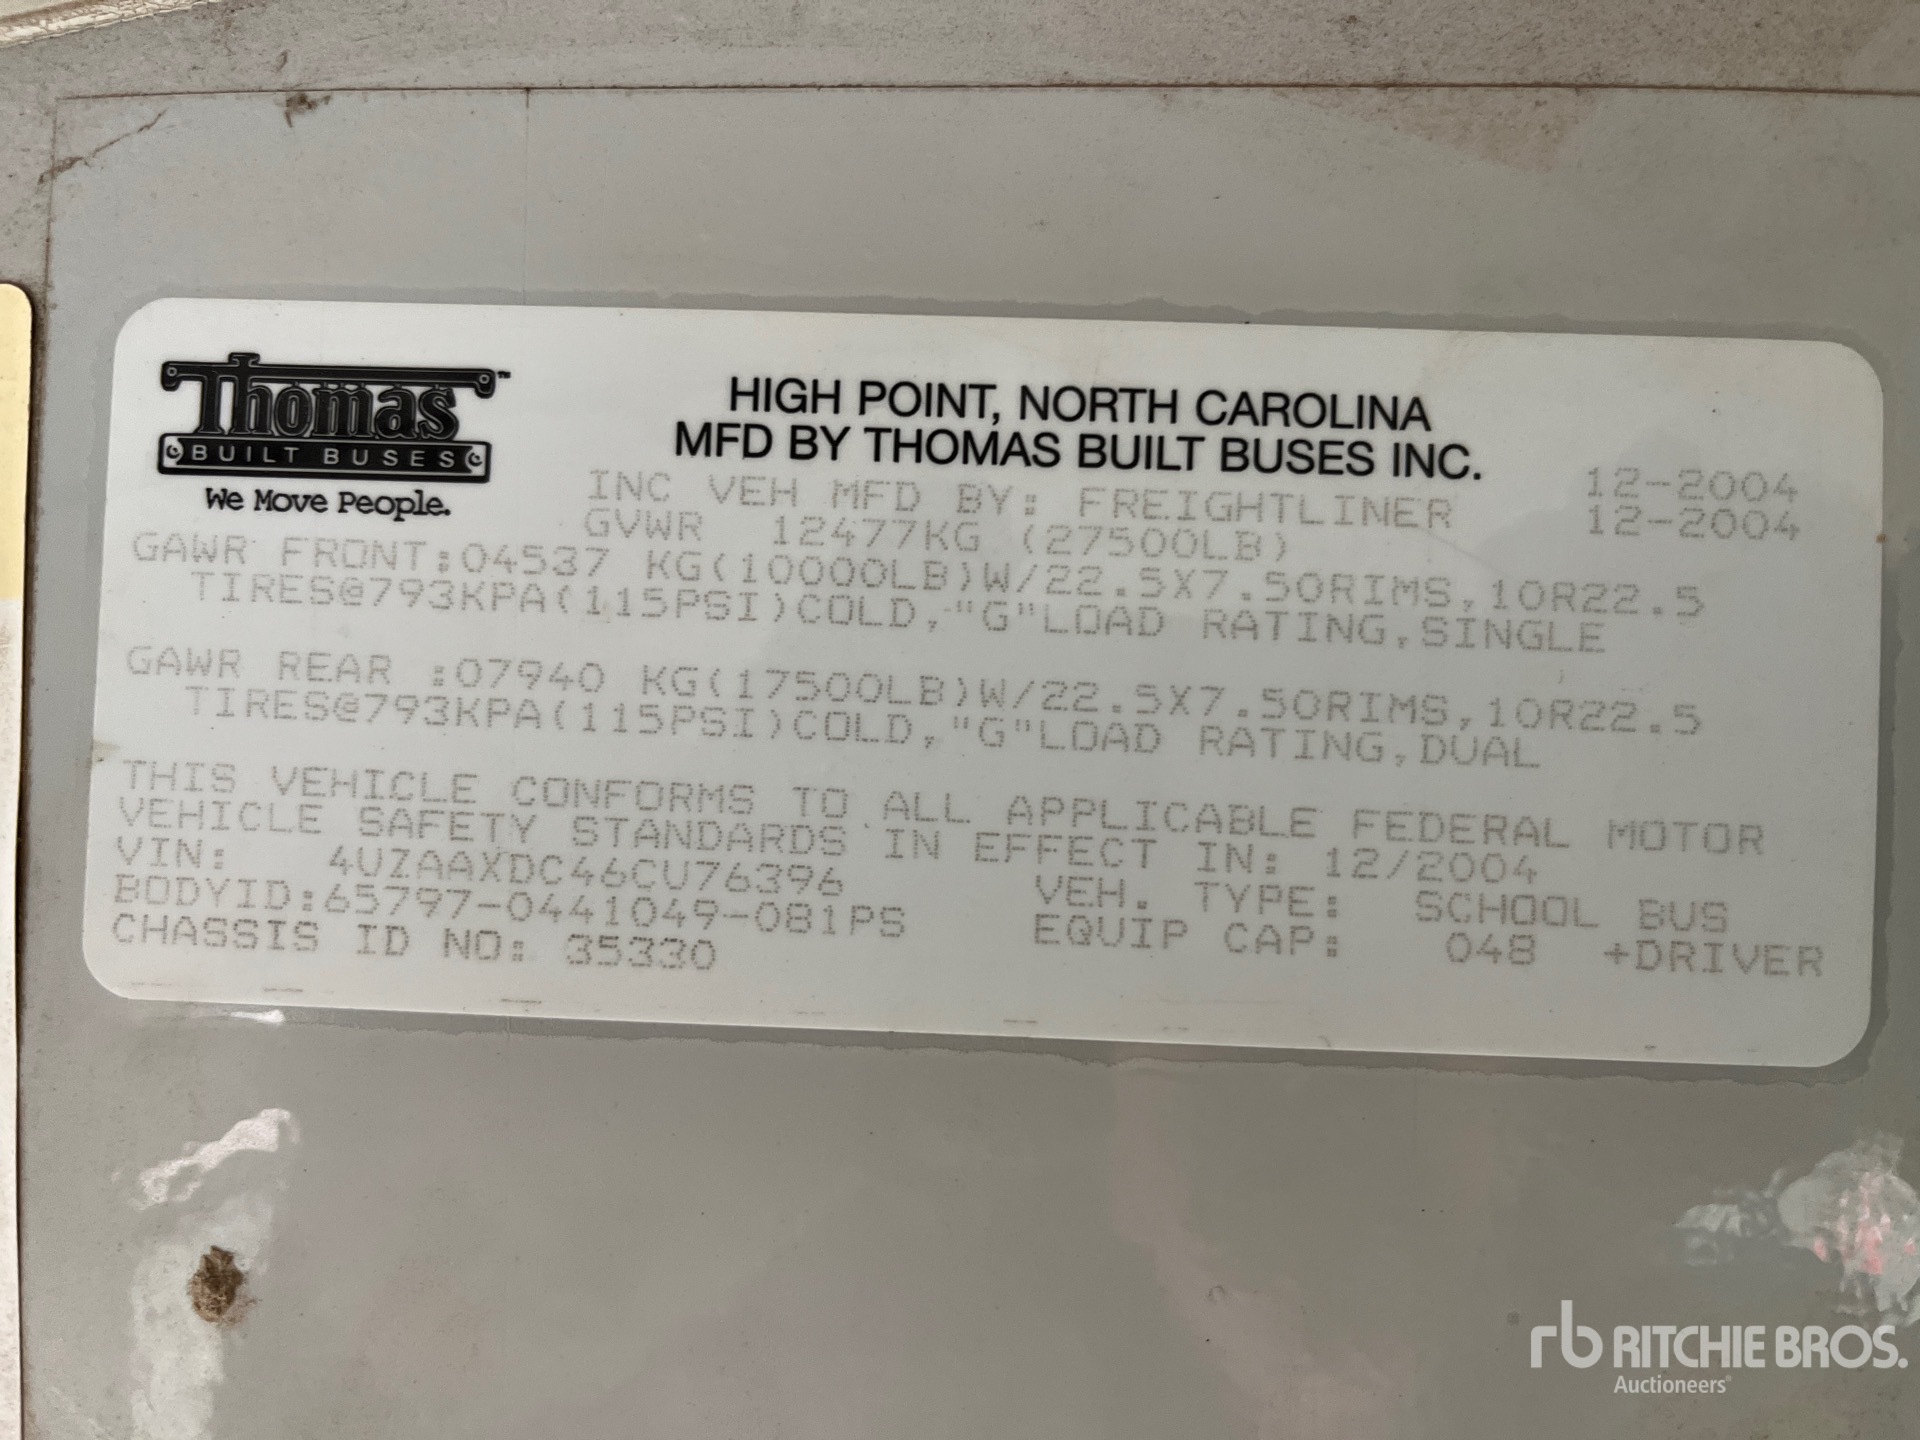 Thomas™
BUILT BUSES
We Move People.
HIGH POINT, NORTH CAROLINA
MFD BY THOMAS BUILT BUSES INC.
INC VEH MFD BY: FREIGHTLINER 12-2004
GVWR 12477KG (27500LB) 12-2004
GAWR FRONT:04537 KG(10000LB)W/22.5X7.50RIMS,10R22.5
TIRES@793KPA(115PSI)COLD,"G"LOAD RATING,SINGLE
GAWR REAR :07940 KG(17500LB)W/22.5X7.50RIMS,10R22.5
TIRES@793KPA(115PSI)COLD,"G"LOAD RATING,DUAL
THIS VEHICLE CONFORMS TO ALL APPLICABLE FEDERAL MOTOR
VEHICLE SAFETY STANDARDS IN EFFECT IN: 12/2004
VIN: 4UZAAXDC46CU76396 VEH. TYPE: SCHOOL BUS
BODYID:65797-0441049-081PS EQUIP CAP: 048 +DRIVER
CHASSIS ID NO: 35330
rb RITCHIE BROS.
Auctioneers®